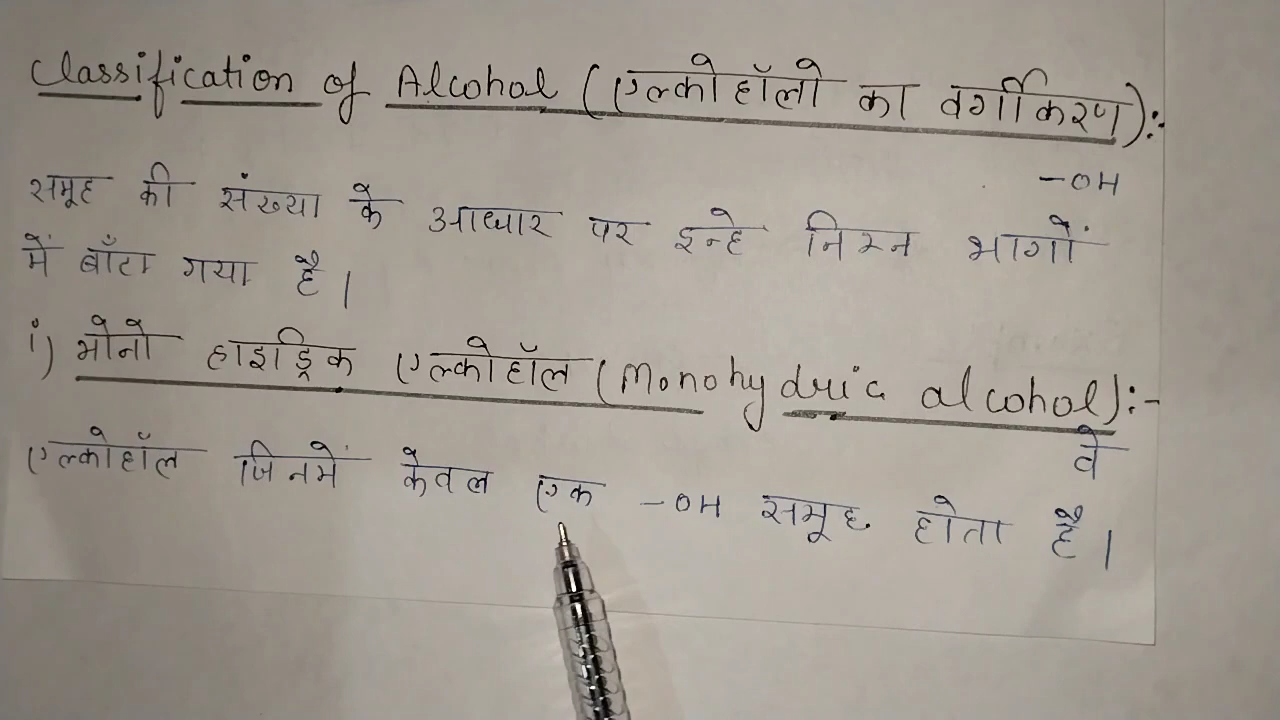 Classification of Alcohol (एल्कोहॉलो का वर्गीकरण):-
-OH
समूह की संख्या के आधार पर इन्हे निम्न भागों
में बाँटा गया है।
i) मोनो हाइड्रिक एल्कोहॉल (Monohydric alcohol):-
वे
एल्कोहॉल जिनमें केवल एक -OH समूह होता है।